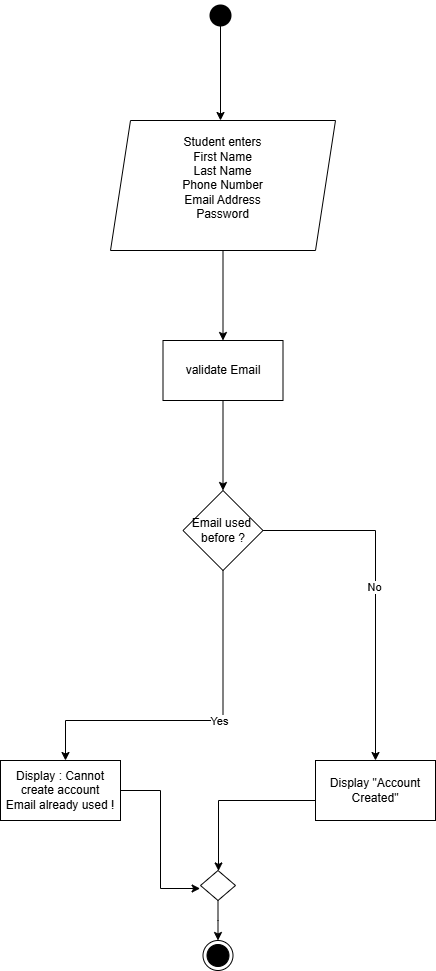 Student enters
First Name
Last Name
Phone Number
Email Address
Password
validate Email
Email used
before ?
No
Yes
Display : Cannot
create account
Email already used !
Display "Account
Created"